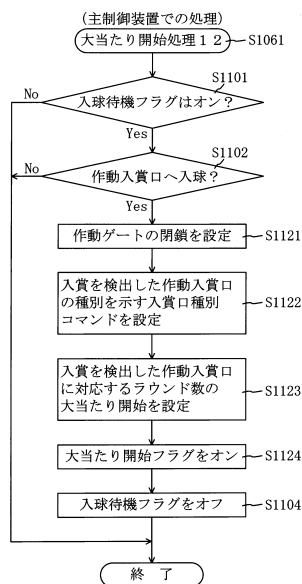 (主制御装置での処理)
大当たり開始処理１２
S1061
S1101
入球待機フラグはオン？
No
Yes
S1102
作動入賞口へ入球？
No
Yes
作動ゲートの閉鎖を設定
S1121
入賞を検出した作動入賞口
の種別を示す入賞口種別
コマンドを設定
S1122
入賞を検出した作動入賞口
に対応するラウンド数の
大当たり開始を設定
S1123
大当たり開始フラグをオン
S1124
入球待機フラグをオフ
S1104
終了